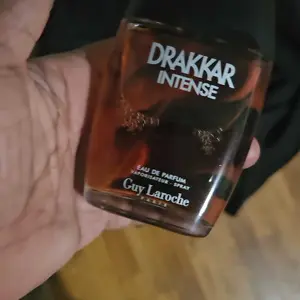 DRAKKAR
INTENSE
EAU DE PARFUM
VAPORISATEUR - SPRAY
Guy Laroche
PARIS